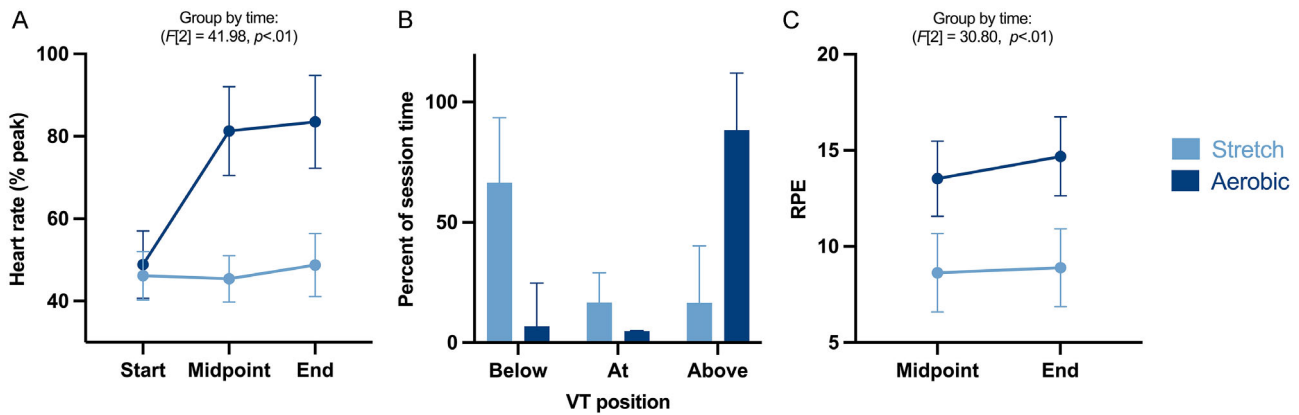 A
Group by time:
(F[2] = 41.98, p<.01)
Heart rate (% peak)
100
80
60
40
Start Midpoint End
B
Percent of session time
100
50
0
Below At Above
VT position
C
Group by time:
(F[2] = 30.80, p<.01)
RPE
20
15
10
5
Midpoint End
Stretch
Aerobic